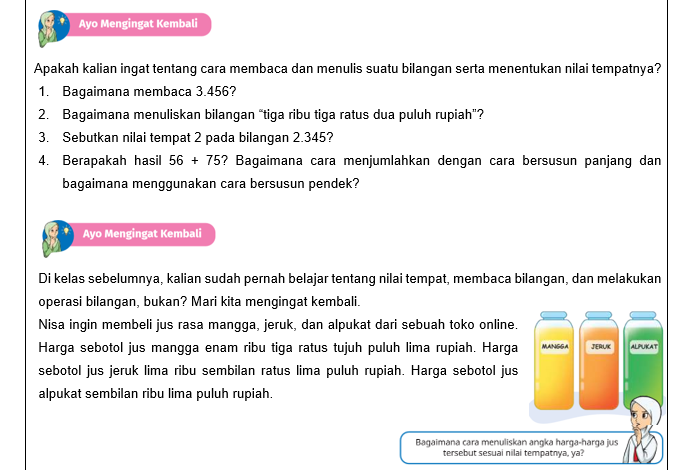 Ayo Mengingat Kembali
Apakah kalian ingat tentang cara membaca dan menulis suatu bilangan serta menentukan nilai tempatnya?
1. Bagaimana membaca 3.456?
2. Bagaimana menuliskan bilangan “tiga ribu tiga ratus dua puluh rupiah”?
3. Sebutkan nilai tempat 2 pada bilangan 2.345?
4. Berapakah hasil 56 + 75? Bagaimana cara menjumlahkan dengan cara bersusun panjang dan
bagaimana menggunakan cara bersusun pendek?
Ayo Mengingat Kembali
Di kelas sebelumnya, kalian sudah pernah belajar tentang nilai tempat, membaca bilangan, dan melakukan
operasi bilangan, bukan? Mari kita mengingat kembali.
Nisa ingin membeli jus rasa mangga, jeruk, dan alpukat dari sebuah toko online.
Harga sebotol jus mangga enam ribu tiga ratus tujuh puluh lima rupiah. Harga
sebotol jus jeruk lima ribu sembilan ratus lima puluh rupiah. Harga sebotol jus
alpukat sembilan ribu lima puluh rupiah.
MANGGA
JERUK
ALPUKAT
Bagaimana cara menuliskan angka harga-harga jus
tersebut sesuai nilai tempatnya, ya?